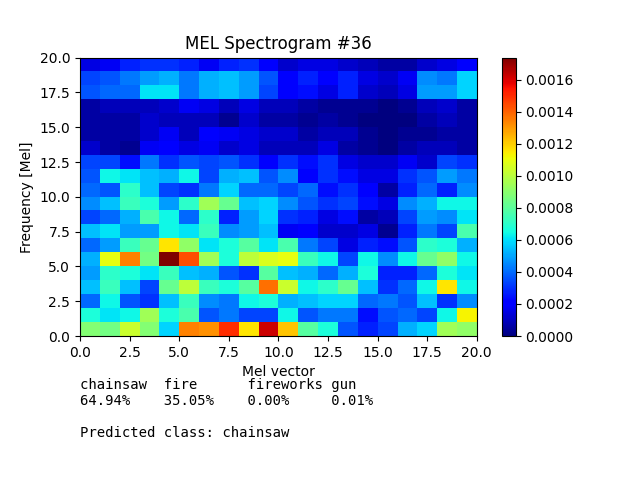 MEL Spectrogram #36
Frequency [Mel]
20.0
17.5
15.0
12.5
10.0
7.5
5.0
2.5
0.0
0.0 2.5 5.0 7.5 10.0 12.5 15.0 17.5 20.0
Mel vector
0.0016
0.0014
0.0012
0.0010
0.0008
0.0006
0.0004
0.0002
0.0000
chainsaw fire fireworks gun
64.94% 35.05% 0.00% 0.01%
Predicted class: chainsaw